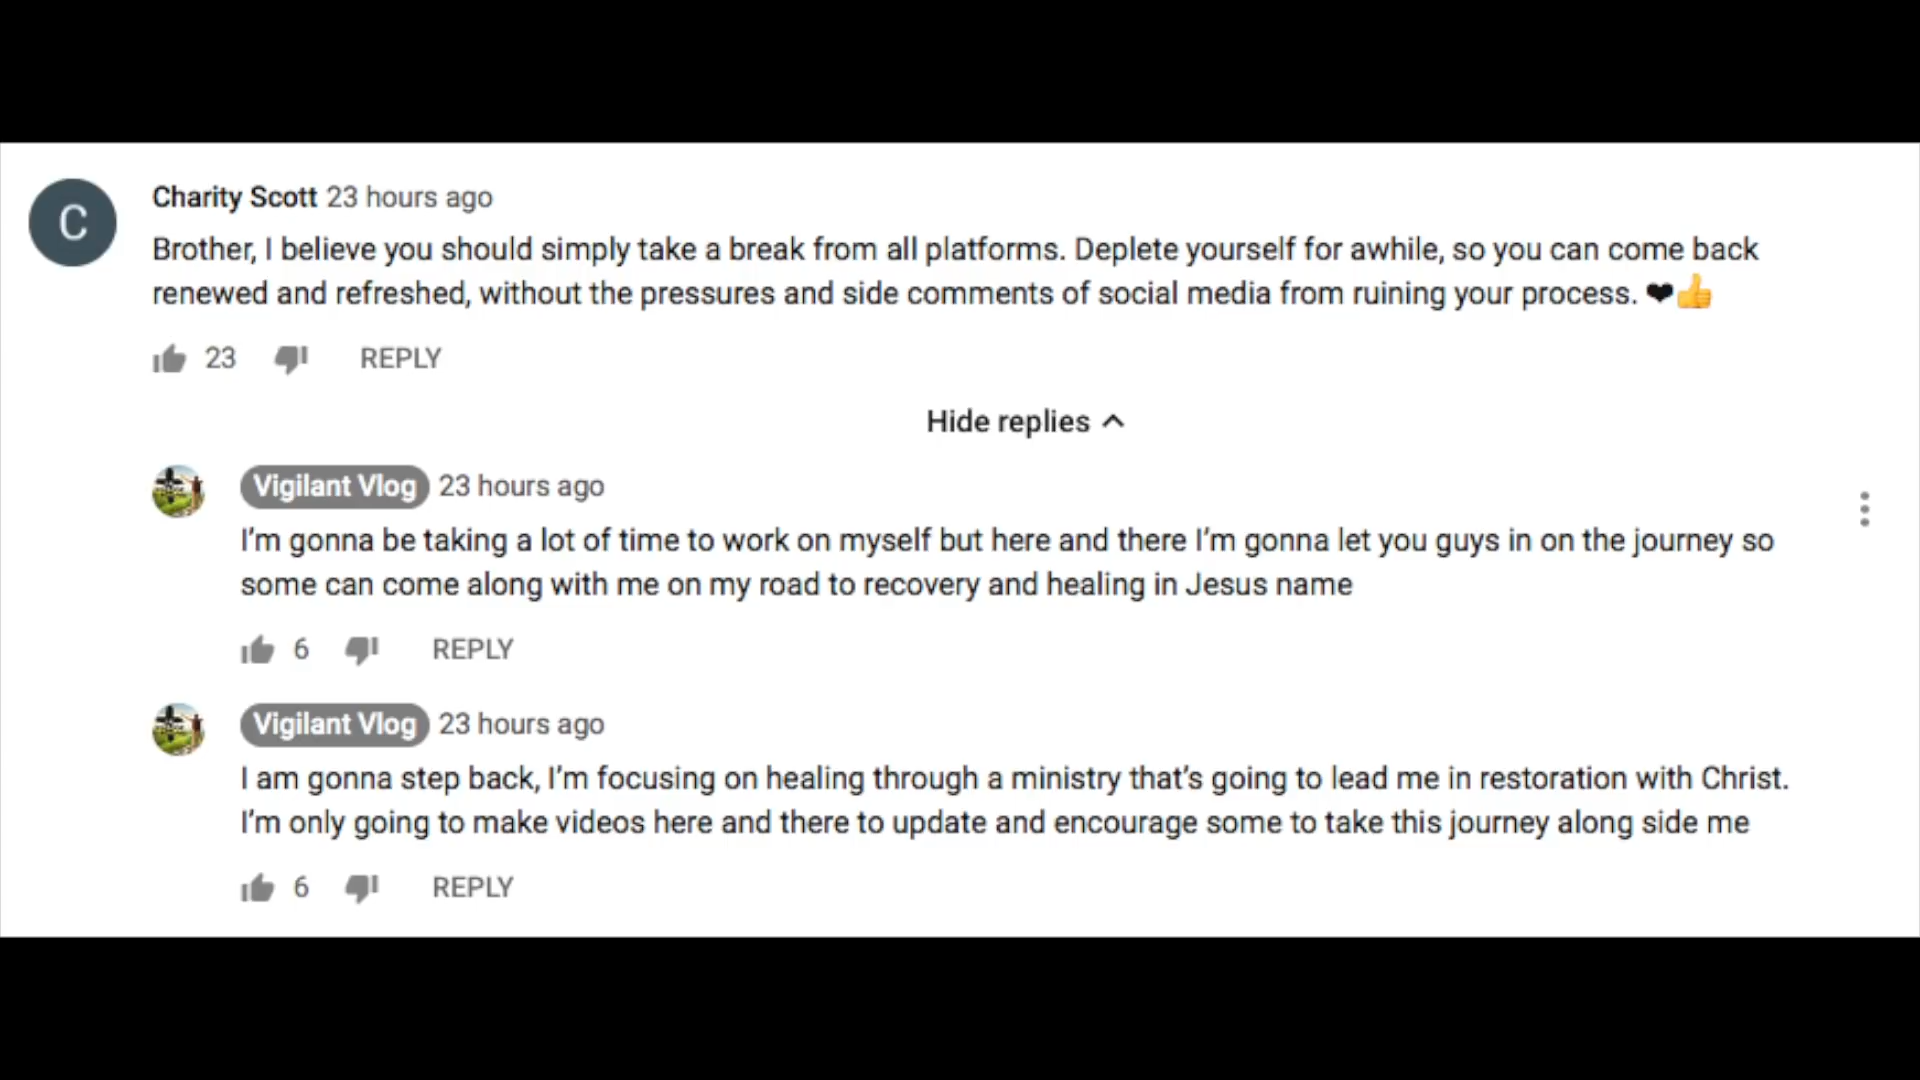 C
Charity Scott 23 hours ago
Brother, I believe you should simply take a break from all platforms. Deplete yourself for awhile, so you can come back
renewed and refreshed, without the pressures and side comments of social media from ruining your process. ❤👍
23 REPLY
Hide replies
Vigilant Vlog 23 hours ago
I'm gonna be taking a lot of time to work on myself but here and there I'm gonna let you guys in on the journey so
some can come along with me on my road to recovery and healing in Jesus name
6 REPLY
Vigilant Vlog 23 hours ago
I am gonna step back, I'm focusing on healing through a ministry that's going to lead me in restoration with Christ.
I'm only going to make videos here and there to update and encourage some to take this journey along side me
6 REPLY